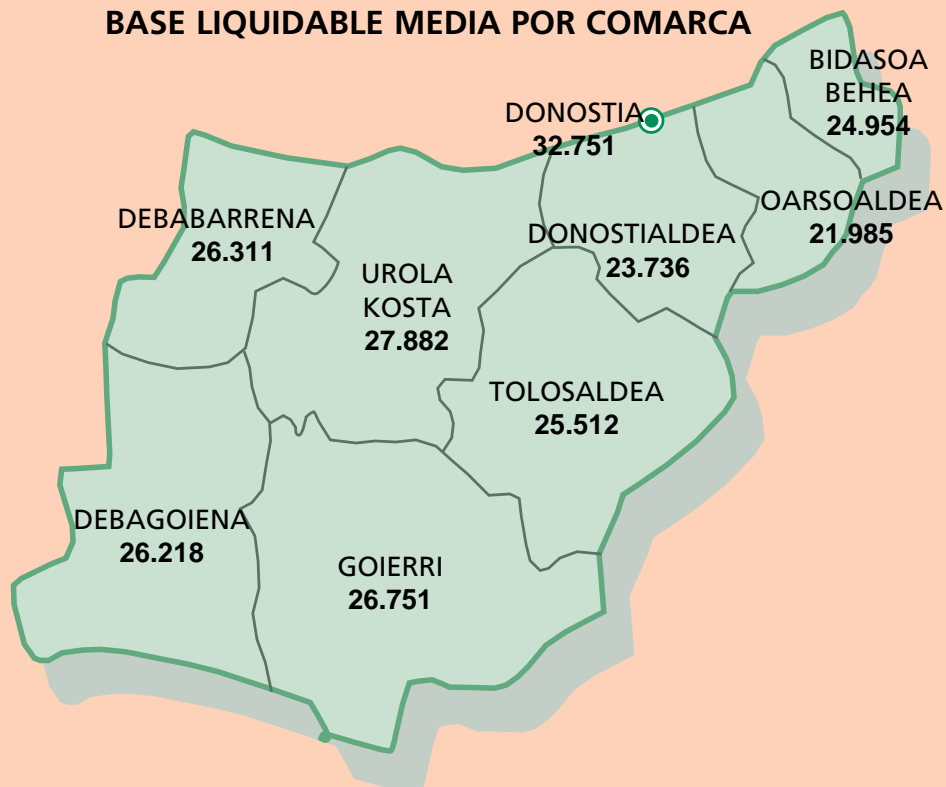 BASE LIQUIDABLE MEDIA POR COMARCA
BIDASOA
BEHEA
24.954
DONOSTIA
32.751
OARSOALDEA
21.985
DEBABARRENA
26.311
DONOSTIALDEA
23.736
UROLA
KOSTA
27.882
TOLOSALDEA
25.512
DEBAGOIENA
26.218
GOIERRI
26.751